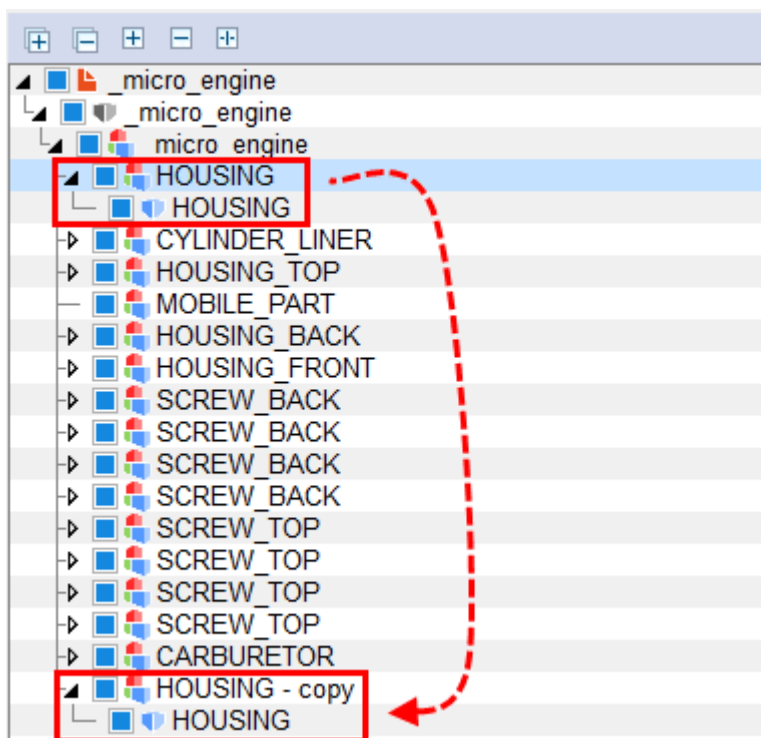 _micro_engine
_micro_engine
_micro_engine
HOUSING
HOUSING
CYLINDER_LINER
HOUSING_TOP
MOBILE_PART
HOUSING_BACK
HOUSING_FRONT
SCREW_BACK
SCREW_BACK
SCREW_BACK
SCREW_BACK
SCREW_TOP
SCREW_TOP
SCREW_TOP
SCREW_TOP
CARBURETOR
HOUSING - copy
HOUSING